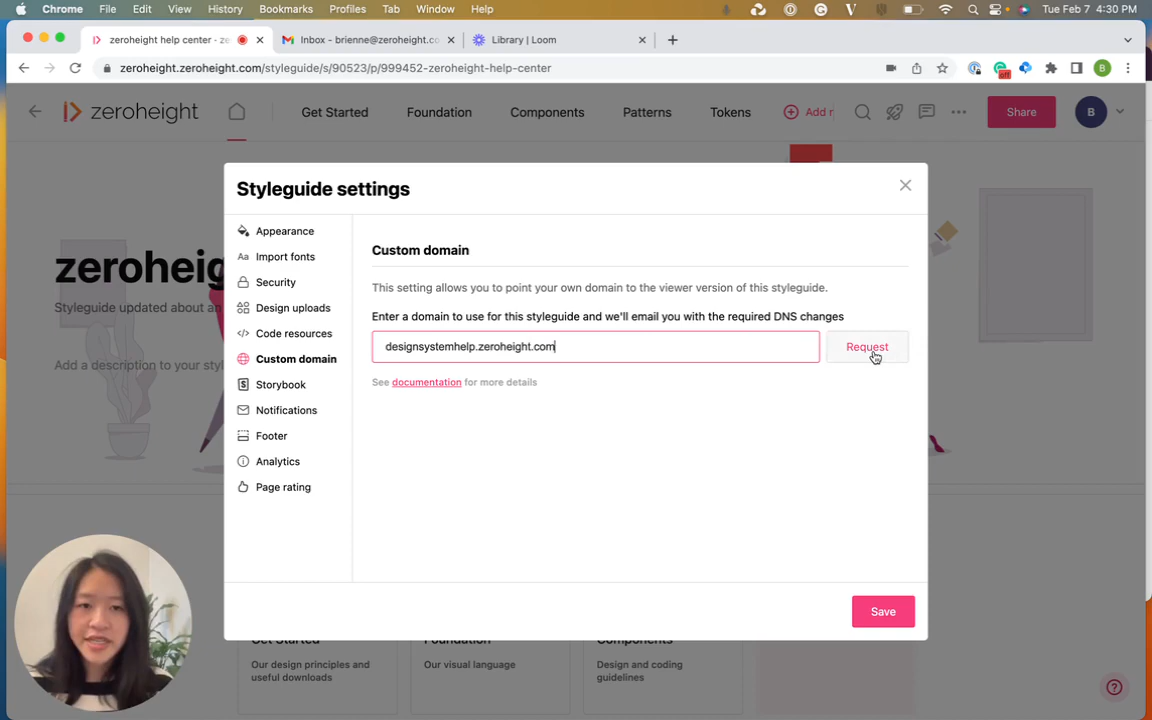 Chrome File Edit View History Bookmarks Profiles Tab Window Help Tue Feb 7 4:30 PM
zeroheight help center - ze Inbox - brienne@zeroheight.co Library | Loom
zeroheight.zeroheight.com/styleguide/s/90523/p/999452-zeroheight-help-center off B
zeroheight Get Started Foundation Components Patterns Tokens Add r Share B
Styleguide settings
Appearance
Aa Import fonts
Security
Design uploads
Code resources
Custom domain
Storybook
Notifications
Footer
Analytics
Page rating
Custom domain
This setting allows you to point your own domain to the viewer version of this styleguide.
Enter a domain to use for this styleguide and we'll email you with the required DNS changes
designsystemhelp.zeroheight.com Request
See documentation for more details
Save
zeroheig
Styleguide updated about an
Add a description to your styl
Get Started Foundation Components
Our design principles and
useful downloads
Our visual language
Design and coding
guidelines